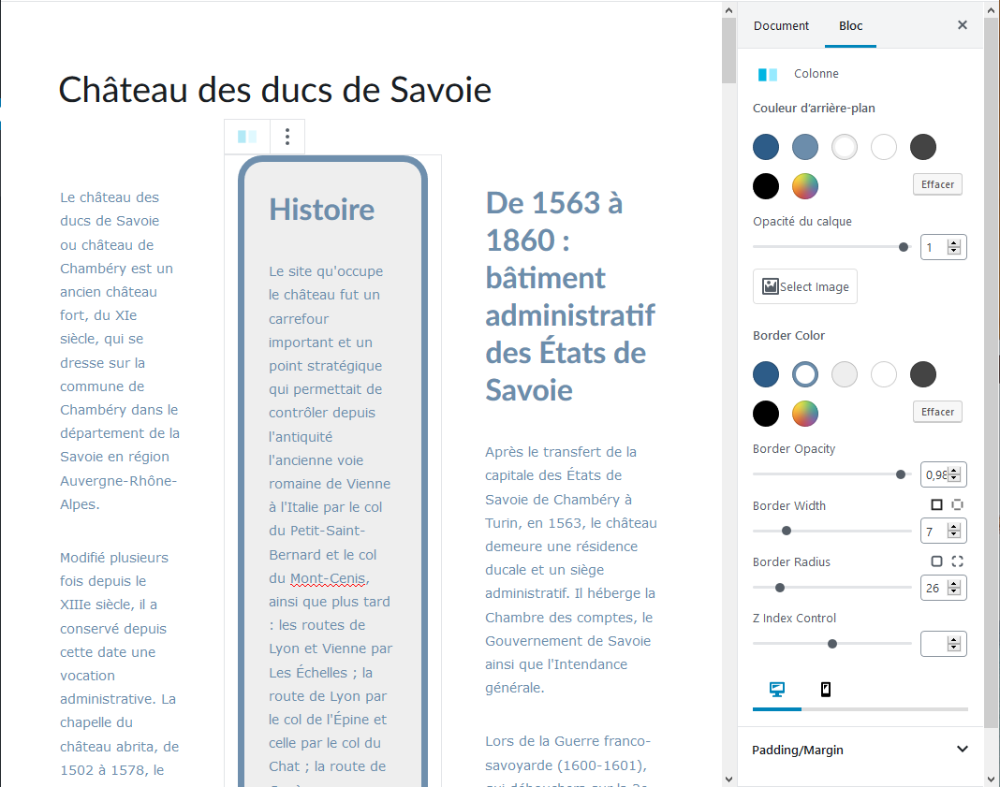 Château des ducs de Savoie
Le château des
ducs de Savoie
ou château de
Chambéry est un
ancien château
fort, du XIe
siècle, qui se
dresse sur la
commune de
Chambéry dans le
département de la
Savoie en région
Auvergne-Rhône-
Alpes.
Modifié plusieurs
fois depuis le
XIIIe siècle, il a
conservé depuis
cette date une
vocation
administrative. La
chapelle du
château abrita, de
1502 à 1578, le
Histoire
Le site qu'occupe
le château fut un
carrefour
important et un
point stratégique
qui permettait de
contrôler depuis
l'antiquité
l'ancienne voie
romaine de Vienne
à l'Italie par le col
du Petit-Saint-
Bernard et le col
du Mont-Cenis,
ainsi que plus tard
: les routes de
Lyon et Vienne par
Les Échelles ; la
route de Lyon par
le col de l'Épine et
celle par le col du
Chat ; la route de
De 1563 à
1860 :
bâtiment
administratif
des États de
Savoie
Après le transfert de la
capitale des États de
Savoie de Chambéry à
Turin, en 1563, le château
demeure une résidence
ducale et un siège
administratif. Il héberge la
Chambre des comptes, le
Gouvernement de Savoie
ainsi que l'Intendance
générale.
Lors de la Guerre franco-
savoyarde (1600-1601),
Document
Bloc
Colonne
Couleur d'arrière-plan
Effacer
Opacité du calque
1
Select Image
Border Color
Effacer
Border Opacity
0,98
Border Width
7
Border Radius
26
Z Index Control
Padding/Margin